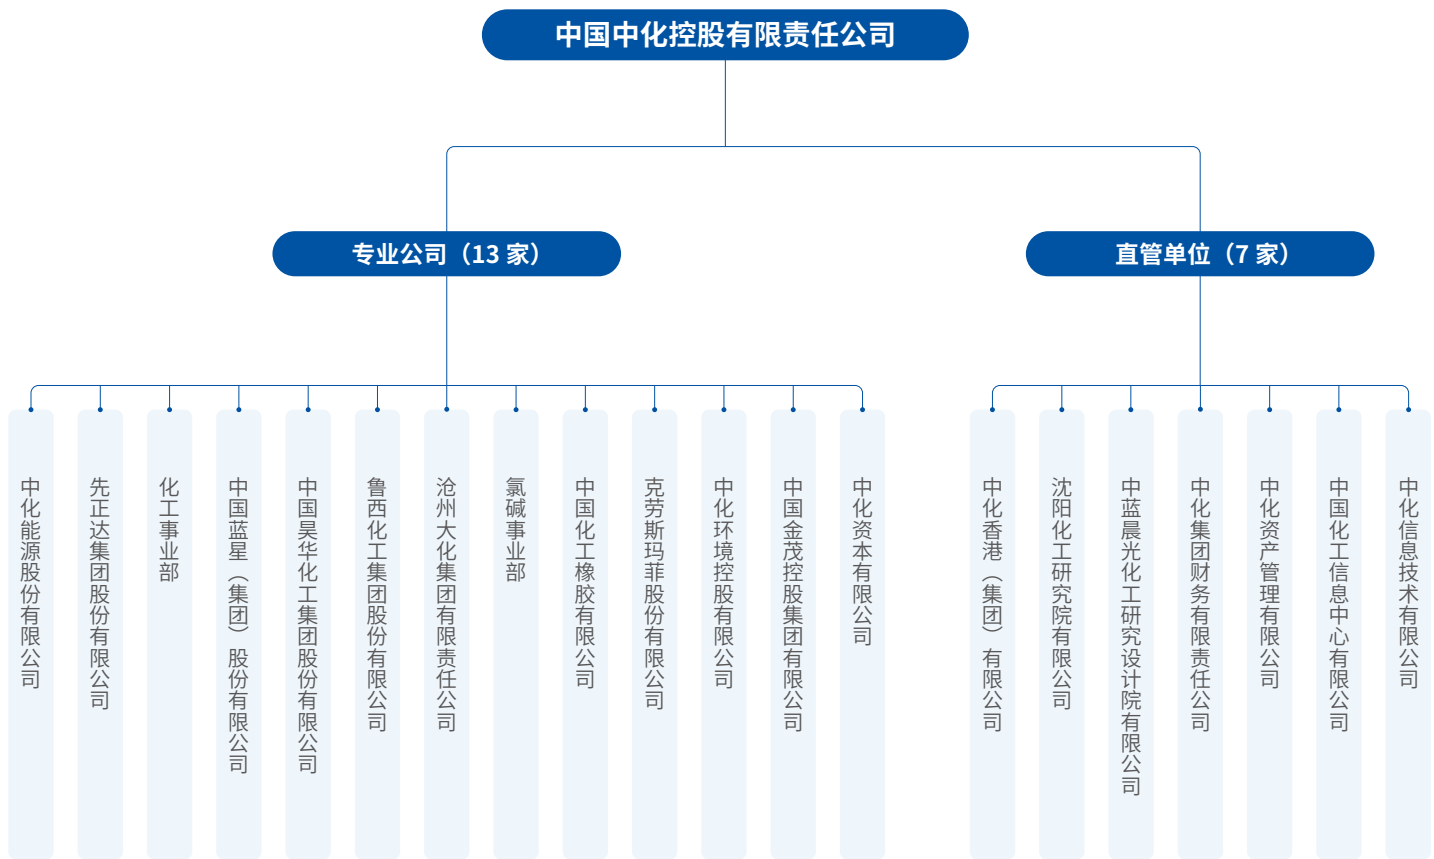 中国中化控股有限责任公司
专业公司（13 家）
直管单位（7 家）
中化能源股份有限公司
先正达集团股份有限公司
化工事业部
中国蓝星（集团）股份有限公司
中国昊华化工集团股份有限公司
鲁西化工集团股份有限公司
沧州大化集团有限责任公司
氯碱事业部
中国化工橡胶有限公司
克劳斯玛菲股份有限公司
中化环境控股有限公司
中国金茂控股集团有限公司
中化资本有限公司
中化香港（集团）有限公司
沈阳化工研究院有限公司
中蓝晨光化工研究设计院有限公司
中化集团财务有限责任公司
中化资产管理有限公司
中国化工信息中心有限公司
中化信息技术有限公司